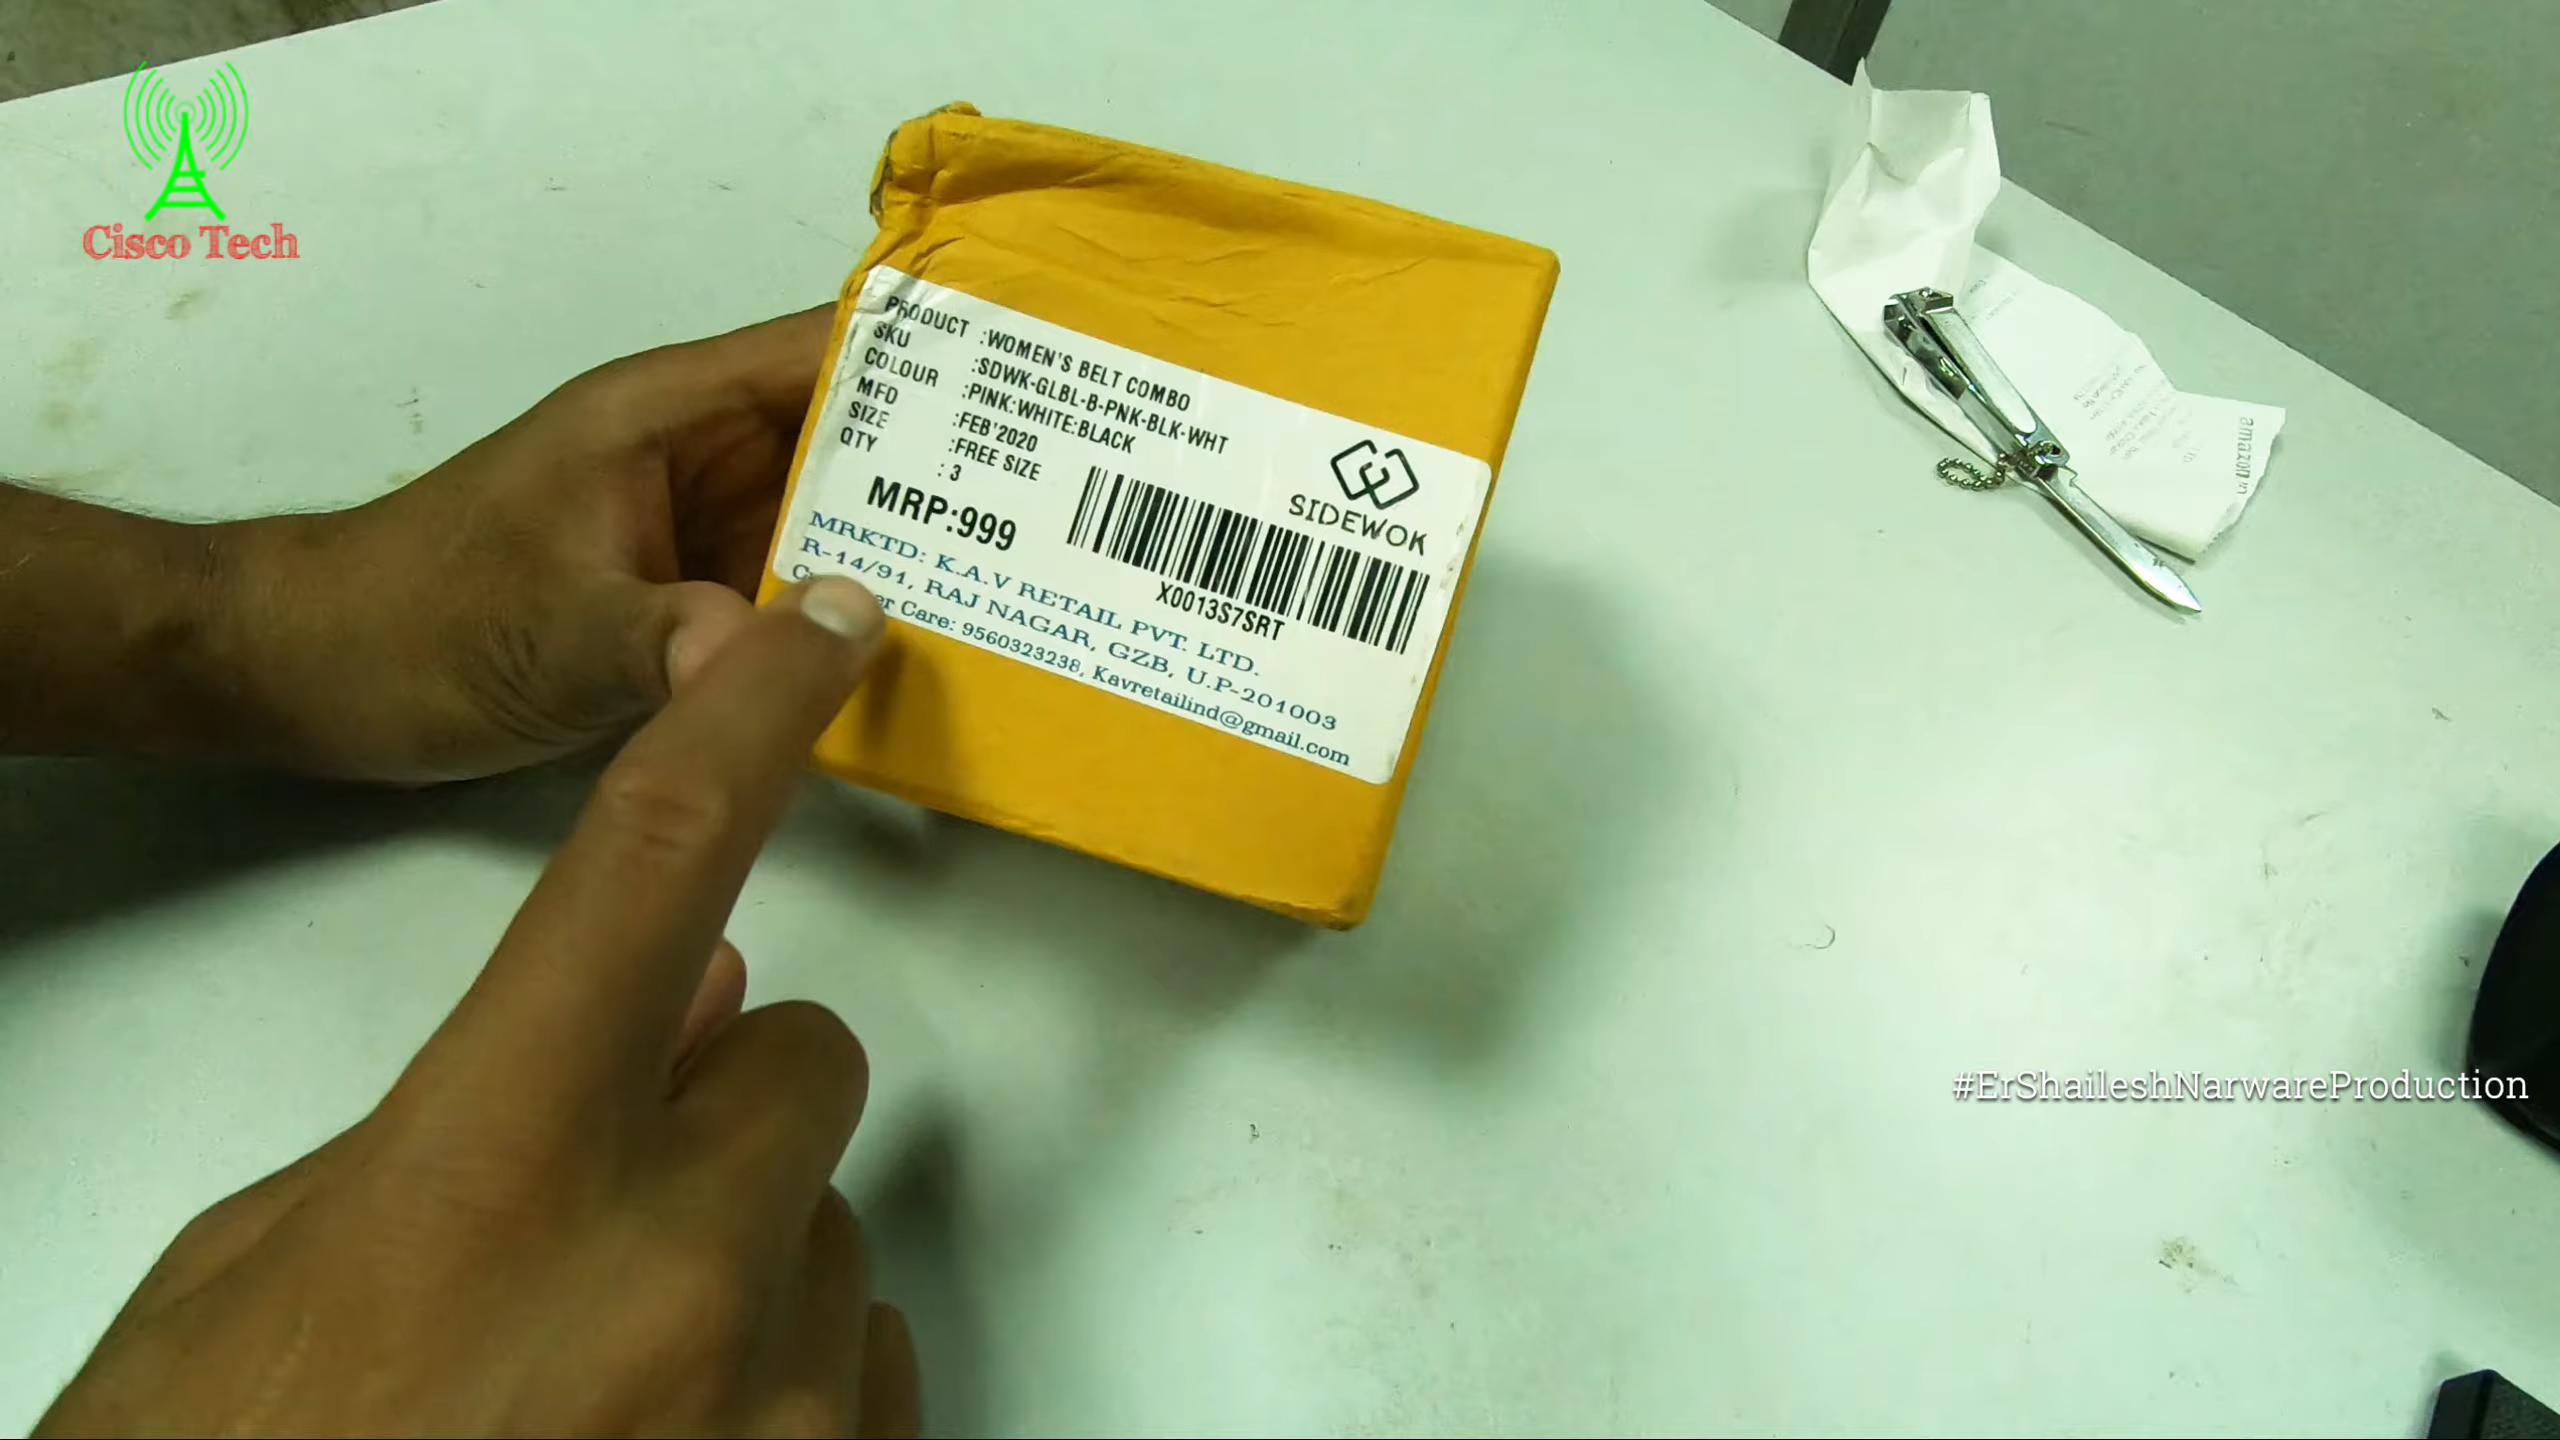 Cisco Tech
PRODUCT :WOMEN'S BELT COMBO
SKU :SDWK-GLBL-B-PNK-BLK-WHT
COLOUR :PINK:WHITE:BLACK
MFD :FEB'2020
SIZE :FREE SIZE
QTY : 3
MRP:999
SIDEWOK
X0013S7SRT
MRKTD: K.A.V RETAIL PVT. LTD.
R-14/91, RAJ NAGAR, GZB, U.P-201003
Care: 9560323238, Kavretailind@gmail.com
amazon.in
#ErShaileshNarwareProduction